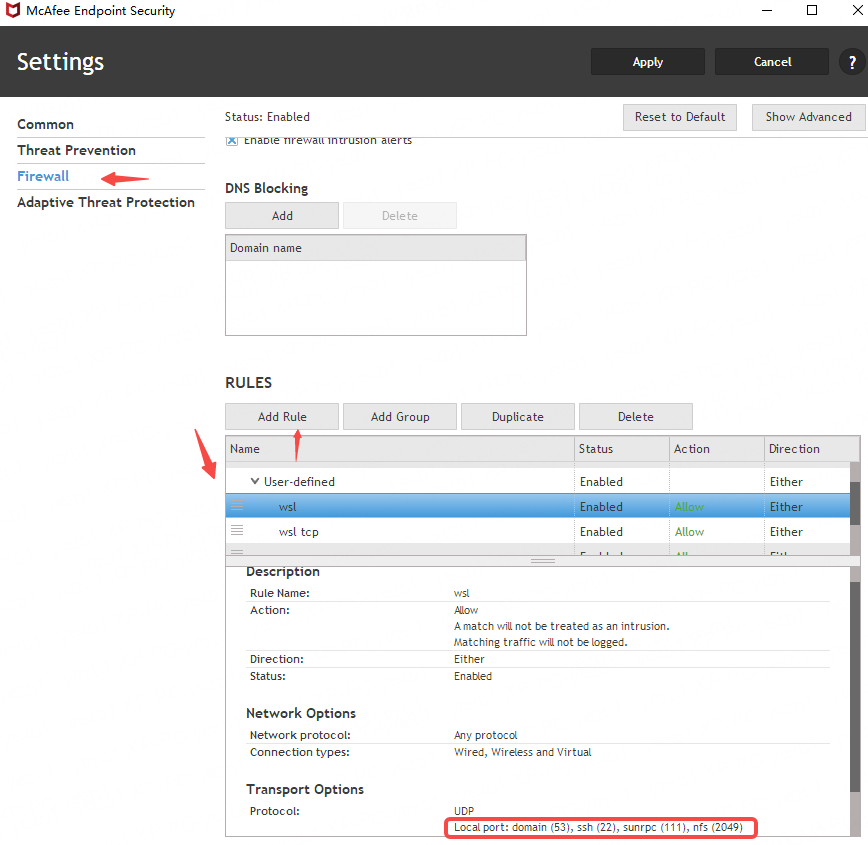 McAfee Endpoint Security
Settings
Apply
Cancel
?
Common
Threat Prevention
Firewall
Adaptive Threat Protection
Status: Enabled
Reset to Default
Show Advanced
Enable firewall intrusion alerts
DNS Blocking
Add
Delete
Domain name
RULES
Add Rule
Add Group
Duplicate
Delete
Name Status Action Direction
User-defined Enabled Either
wsl Enabled Allow Either
wsl tcp Enabled Allow Either
Description
Rule Name: wsl
Action: Allow
A match will not be treated as an intrusion.
Matching traffic will not be logged.
Direction: Either
Status: Enabled
Network Options
Network protocol: Any protocol
Connection types: Wired, Wireless and Virtual
Transport Options
Protocol: UDP
Local port: domain (53), ssh (22), sunrpc (111), nfs (2049)